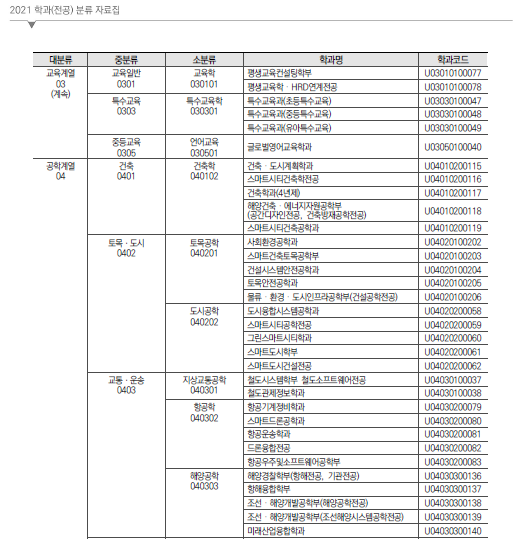 2021 학과(전공) 분류 자료집
대분류 중분류 소분류 학과명 학과코드
교육계열 03 (계속) 교육일반 0301 교육학 030101 평생교육컨설팅학부 U03010100077
평생교육학ㆍHRD연계전공 U03010100078
특수교육 0303 특수교육학 030301 특수교육과(초등특수교육) U03030100047
특수교육과(중등특수교육) U03030100048
특수교육과(유아특수교육) U03030100049
중등교육 0305 언어교육 030501 글로벌영어교육학과 U03050100040
공학계열 04 건축 0401 건축학 040102 건축ㆍ도시계획학과 U04010200115
스마트시티건축학전공 U04010200116
건축학과(4년제) U04010200117
해양건축ㆍ에너지자원공학부
(공간디자인전공, 건축방재공학전공) U04010200118
스마트시티건축공학과 U04010200119
토목ㆍ도시 0402 토목공학 040201 사회환경공학과 U04020100202
스마트건축토목공학부 U04020100203
건설시스템안전공학과 U04020100204
토목안전공학과 U04020100205
물류ㆍ환경ㆍ도시인프라공학부(건설공학전공) U04020100206
도시공학 040202 도시융합시스템공학과 U04020200058
스마트시티공학전공 U04020200059
그린스마트시티학과 U04020200060
스마트도시학부 U04020200061
스마트도시건설전공 U04020200062
교통ㆍ운송 0403 지상교통공학 040301 철도시스템학부 철도소프트웨어전공 U04030100037
철도관제정보학과 U04030100038
항공학 040302 항공기계정비학과 U04030200079
스마트드론공학과 U04030200080
항공운송학과 U04030200081
드론융합전공 U04030200082
항공우주및소프트웨어공학부 U04030200083
해양공학 040303 해양경찰학부(항해전공, 기관전공) U04030300136
항해융합학부 U04030300137
조선ㆍ해양개발공학부(해양공학전공) U04030300138
조선ㆍ해양개발공학부(조선해양시스템공학전공) U04030300139
미래산업융합학과 U04030300140